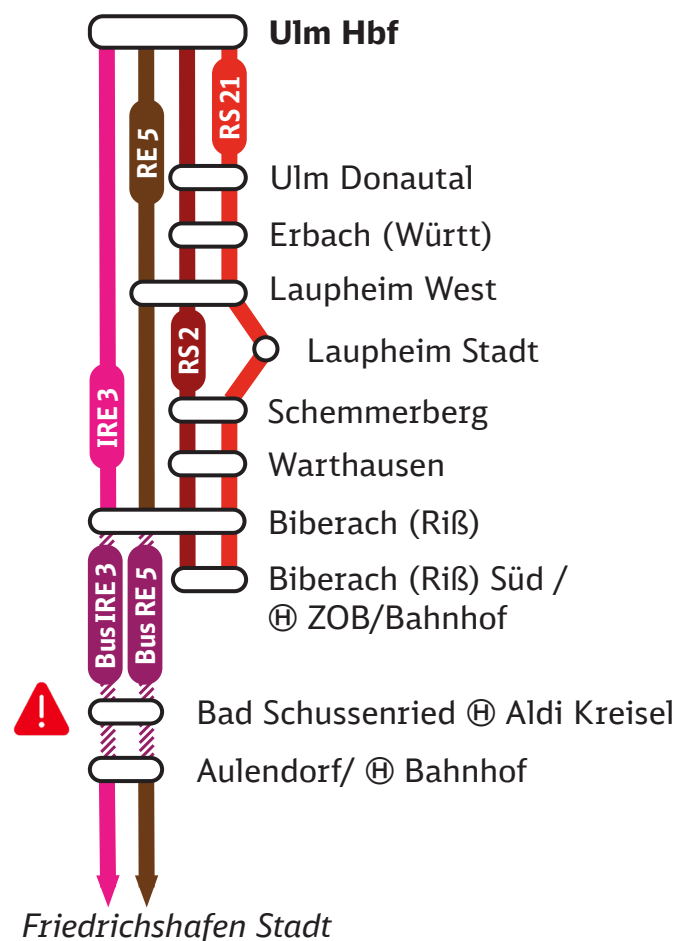 Ulm Hbf
RS 21
RE 5
Ulm Donautal
Erbach (Württ)
Laupheim West
RS 2
Laupheim Stadt
IRE 3
Schemmerberg
Warthausen
Biberach (Riß)
Bus IRE 3
Bus RE 5
Biberach (Riß) Süd /
Ⓗ ZOB/Bahnhof
!
Bad Schussenried Ⓗ Aldi Kreisel
Aulendorf/ Ⓗ Bahnhof
Friedrichshafen Stadt